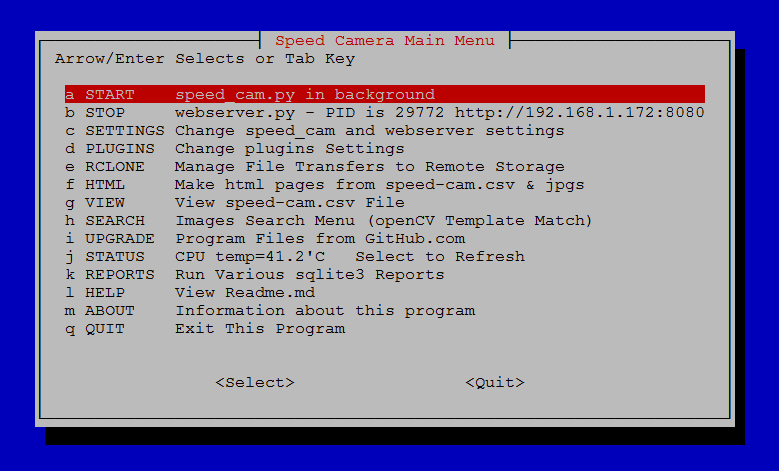 Speed Camera Main Menu
Arrow/Enter Selects or Tab Key
a START speed_cam.py in background
b STOP webserver.py - PID is 29772 http://192.168.1.172:8080
c SETTINGS Change speed_cam and webserver settings
d PLUGINS Change plugins Settings
e RCLONE Manage File Transfers to Remote Storage
f HTML Make html pages from speed-cam.csv & jpgs
g VIEW View speed-cam.csv File
h SEARCH Images Search Menu (openCV Template Match)
i UPGRADE Program Files from GitHub.com
j STATUS CPU temp=41.2'C Select to Refresh
k REPORTS Run Various sqlite3 Reports
l HELP View Readme.md
m ABOUT Information about this program
q QUIT Exit This Program
<Select> <Quit>